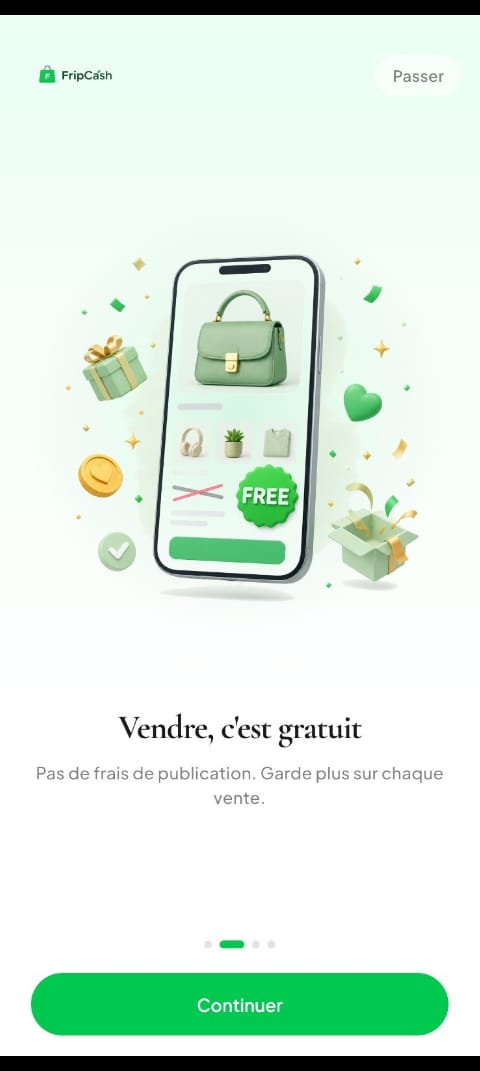 F
FripCash
Passer
FREE
Vendre, c'est gratuit
Pas de frais de publication. Garde plus sur chaque
vente.
Continuer